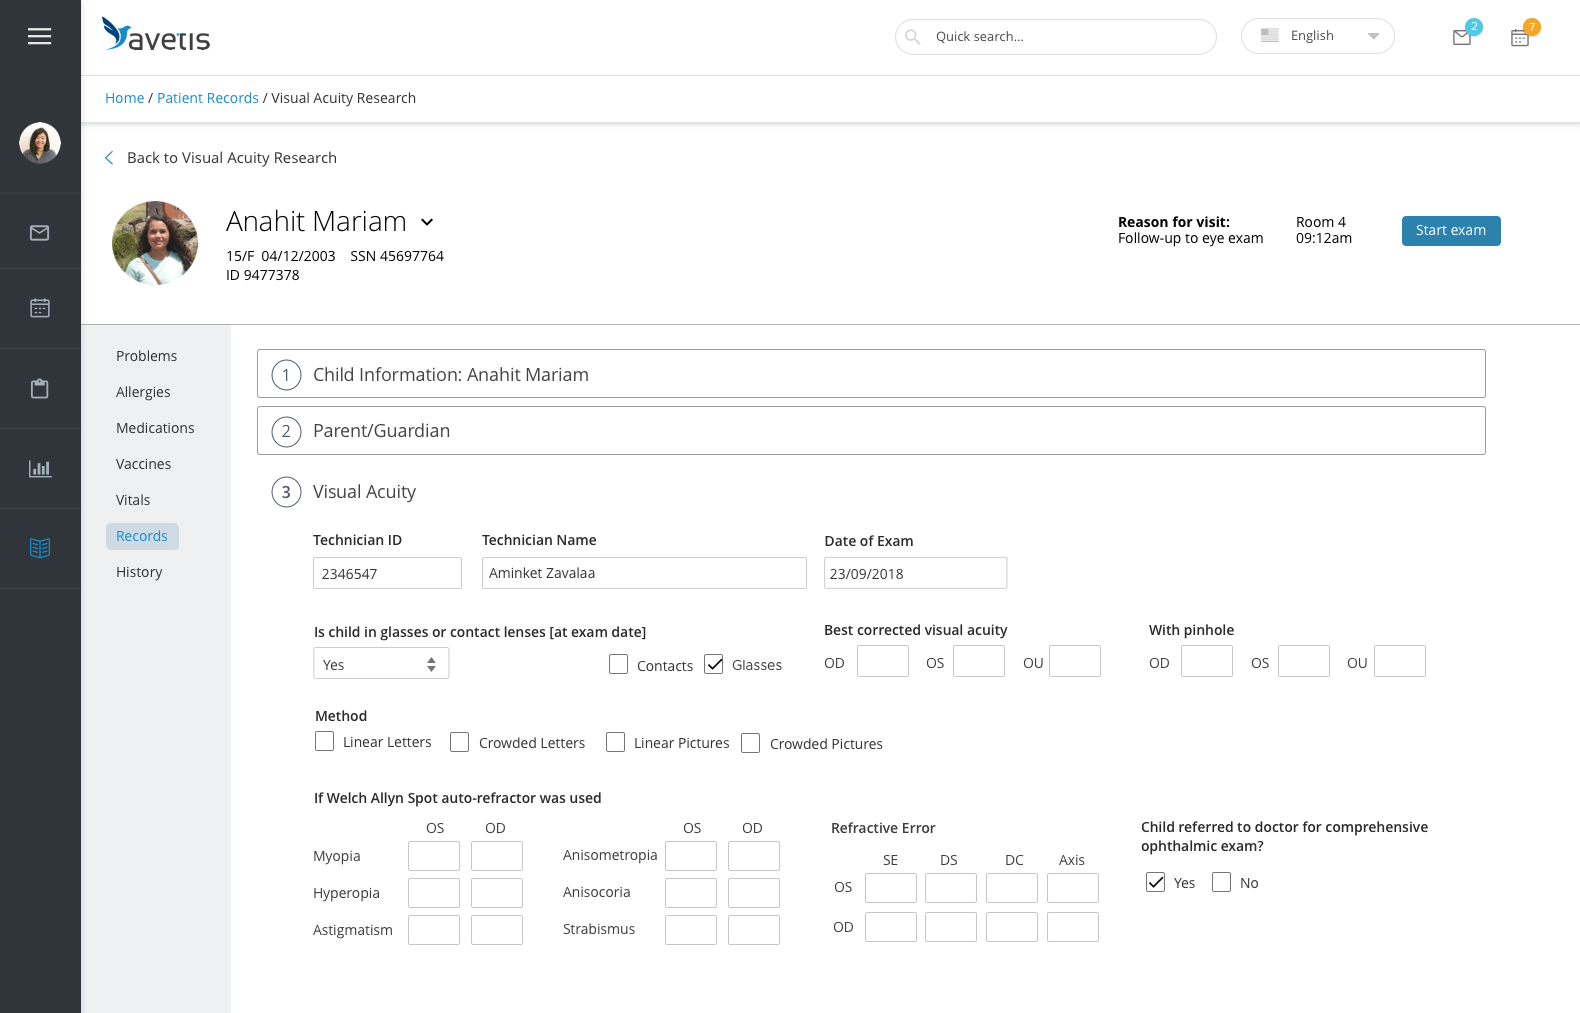 avetis
Quick search...
English
2
7
Home / Patient Records / Visual Acuity Research
Back to Visual Acuity Research
Anahit Mariam
15/F 04/12/2003 SSN 45697764
ID 9477378
Reason for visit:
Follow-up to eye exam
Room 4
09:12am
Start exam
Problems
Allergies
Medications
Vaccines
Vitals
Records
History
1 Child Information: Anahit Mariam
2 Parent/Guardian
3 Visual Acuity
Technician ID
2346547
Technician Name
Aminket Zavalaa
Date of Exam
23/09/2018
Is child in glasses or contact lenses [at exam date]
Yes
Contacts
Glasses
Best corrected visual acuity
OD OS OU
With pinhole
OD OS OU
Method
Linear Letters Crowded Letters Linear Pictures Crowded Pictures
If Welch Allyn Spot auto-refractor was used
OS OD
Myopia
Hyperopia
Astigmatism
OS OD
Anisometropia
Anisocoria
Strabismus
Refractive Error
SE DS DC Axis
OS
OD
Child referred to doctor for comprehensive
ophthalmic exam?
Yes No